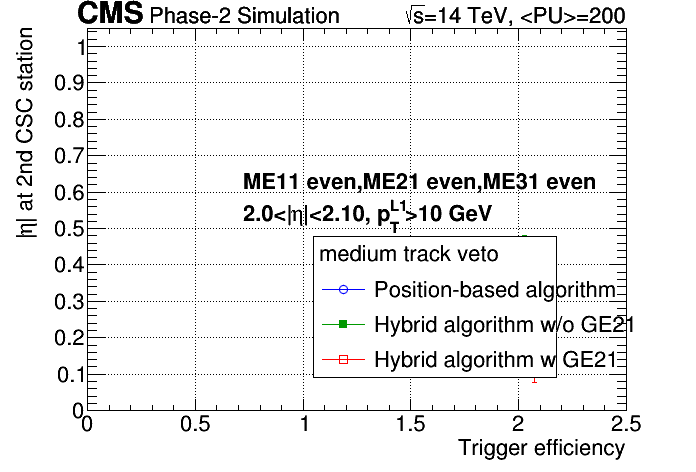 CMS Phase-2 Simulation
√s=14 TeV, <PU>=200
|η| at 2nd CSC station
1
0.9
0.8
0.7
0.6
0.5
0.4
0.3
0.2
0.1
0
ME11 even,ME21 even,ME31 even
2.0<|η|<2.10, p_T^L1>10 GeV
medium track veto
Position-based algorithm
Hybrid algorithm w/o GE21
Hybrid algorithm w GE21
0 0.5 1 1.5 2 2.5
Trigger efficiency